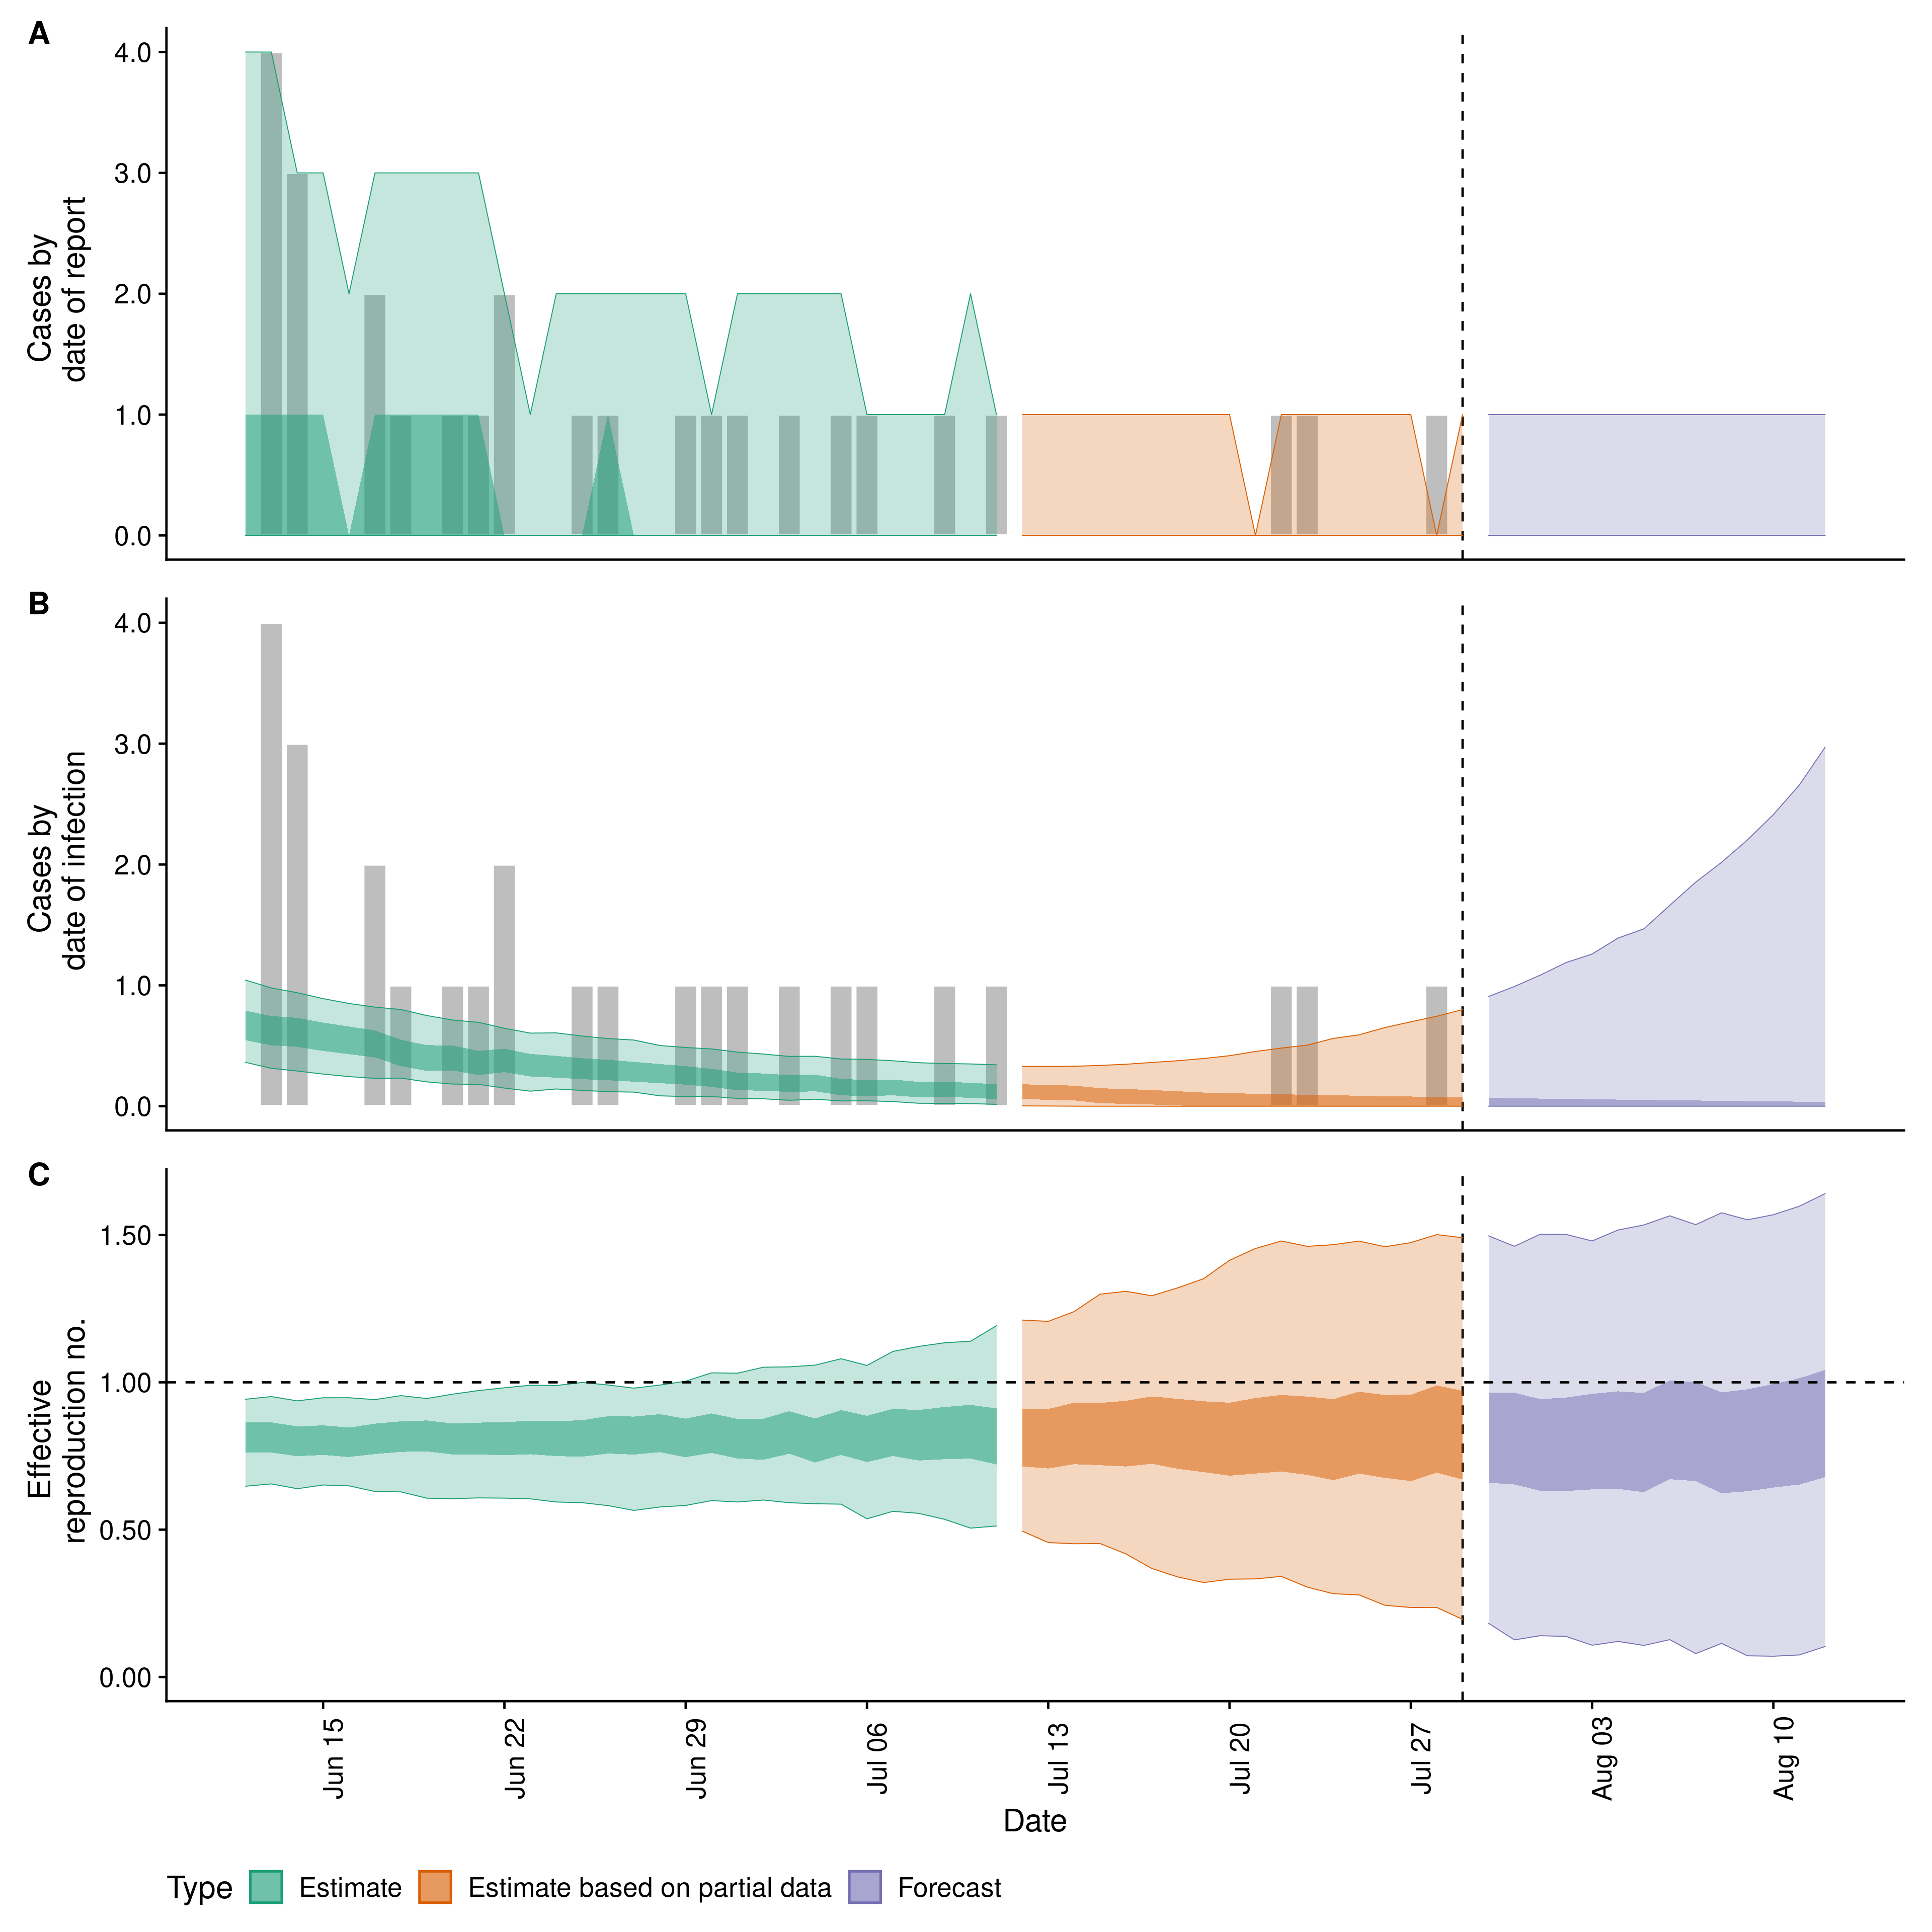 A
4.0
3.0
2.0
1.0
0.0
Cases by
date of report
B
4.0
3.0
2.0
1.0
0.0
Cases by
date of infection
C
1.50
1.00
0.50
0.00
Effective
reproduction no.
Jun 15
Jun 22
Jun 29
Jul 06
Jul 13
Jul 20
Jul 27
Aug 03
Aug 10
Date
Type Estimate Estimate based on partial data Forecast